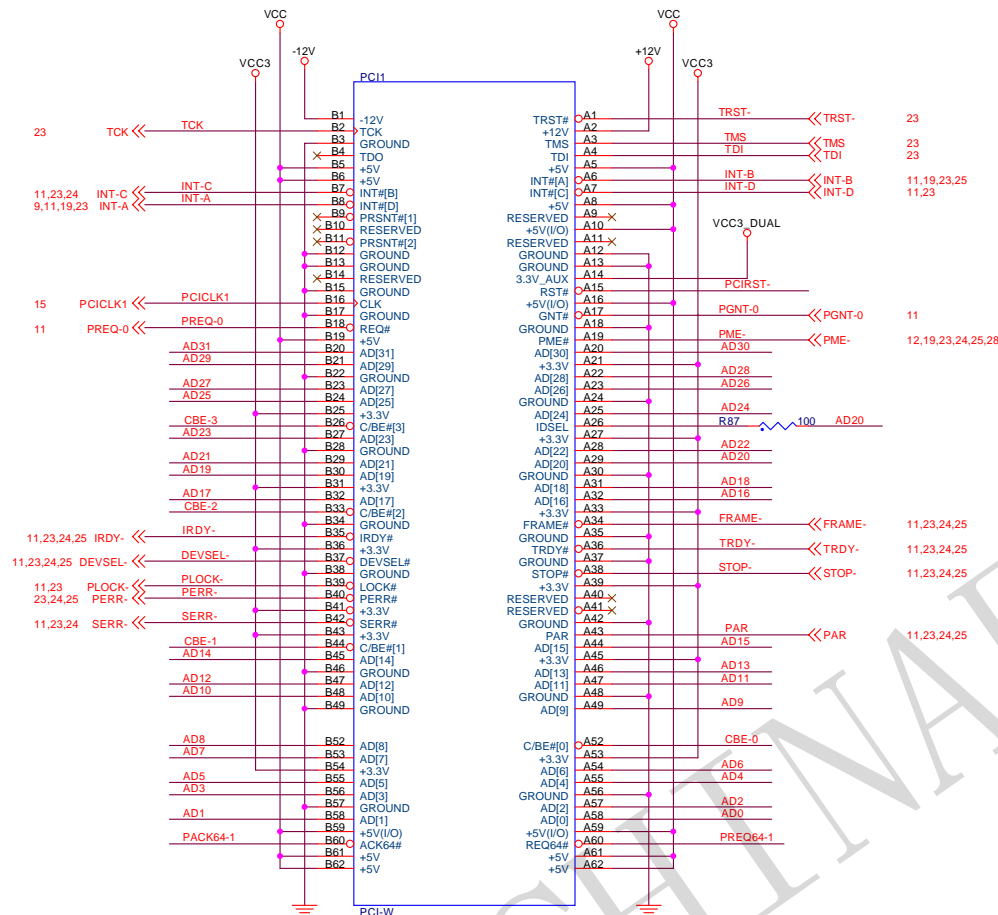 VCC VCC
-12V +12V
VCC3 VCC3
PCI1
B1 -12V TRST# A1 TRST- TRST- 23
23 TCK TCK B2 TCK +12V A2
B3 GROUND TMS A3 TMS TMS 23
B4 TDO TDI A4 TDI TDI 23
B5 +5V +5V A5
B6 +5V INT#[A] A6 INT-B INT-B 11,19,23,25
11,23,24 INT-C INT-C B7 INT#[B] INT#[C] A7 INT-D INT-D 11,23
9,11,19,23 INT-A INT-A B8 INT#[D] +5V A8
B9 PRSNT#[1] RESERVED A9
B10 RESERVED +5V(I/O) A10 VCC3_DUAL
B11 PRSNT#[2] RESERVED A11
B12 GROUND GROUND A12
B13 GROUND GROUND A13
B14 RESERVED 3.3V_AUX A14
B15 GROUND RST# A15 PCIRST-
15 PCICLK1 PCICLK1 B16 CLK +5V(I/O) A16
B17 GROUND GNT# A17 PGNT-0 PGNT-0 11
11 PREQ-0 PREQ-0 B18 REQ# GROUND A18
B19 +5V PME# A19 PME- PME- 12,19,23,24,25,28
AD31 B20 AD[31] AD[30] A20 AD30
AD29 B21 AD[29] +3.3V A21
B22 GROUND AD[28] A22 AD28
AD27 B23 AD[27] AD[26] A23 AD26
AD25 B24 AD[25] GROUND A24
B25 +3.3V AD[24] A25 AD24
CBE-3 B26 C/BE#[3] IDSEL A26 R87 100 AD20
AD23 B27 AD[23] +3.3V A27
B28 GROUND AD[22] A28 AD22
AD21 B29 AD[21] AD[20] A29 AD20
AD19 B30 AD[19] GROUND A30
B31 +3.3V AD[18] A31 AD18
AD17 B32 AD[17] AD[16] A32 AD16
CBE-2 B33 C/BE#[2] +3.3V A33
B34 GROUND FRAME# A34 FRAME- FRAME- 11,23,24,25
11,23,24,25 IRDY- IRDY- B35 IRDY# GROUND A35
B36 +3.3V TRDY# A36 TRDY- TRDY- 11,23,24,25
11,23,24,25 DEVSEL- DEVSEL- B37 DEVSEL# GROUND A37
B38 GROUND STOP# A38 STOP- STOP- 11,23,24,25
11,23 PLOCK- PLOCK- B39 LOCK# +3.3V A39
23,24,25 PERR- PERR- B40 PERR# RESERVED A40
B41 +3.3V RESERVED A41
11,23,24 SERR- SERR- B42 SERR# GROUND A42
B43 +3.3V PAR A43 PAR PAR 11,23,24,25
CBE-1 B44 C/BE#[1] AD[15] A44 AD15
AD14 B45 AD[14] +3.3V A45
B46 GROUND AD[13] A46 AD13
AD12 B47 AD[12] AD[11] A47 AD11
AD10 B48 AD[10] GROUND A48
B49 GROUND AD[9] A49 AD9
AD8 B52 AD[8] C/BE#[0] A52 CBE-0
AD7 B53 AD[7] +3.3V A53
B54 +3.3V AD[6] A54 AD6
AD5 B55 AD[5] AD[4] A55 AD4
AD3 B56 AD[3] GROUND A56
B57 GROUND AD[2] A57 AD2
AD1 B58 AD[1] AD[0] A58 AD0
B59 +5V(I/O) +5V(I/O) A59
PACK64-1 B60 ACK64# REQ64# A60 PREQ64-1
B61 +5V +5V A61
B62 +5V +5V A62
PCI-W
CHINA